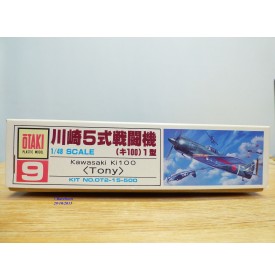 OTAKI
PLASTIC MODEL
9
川崎5式戦闘機
1/48 SCALE (キ100)1型
Kawasaki Ki100
〈Tony〉
KIT NO.OT2-15-500